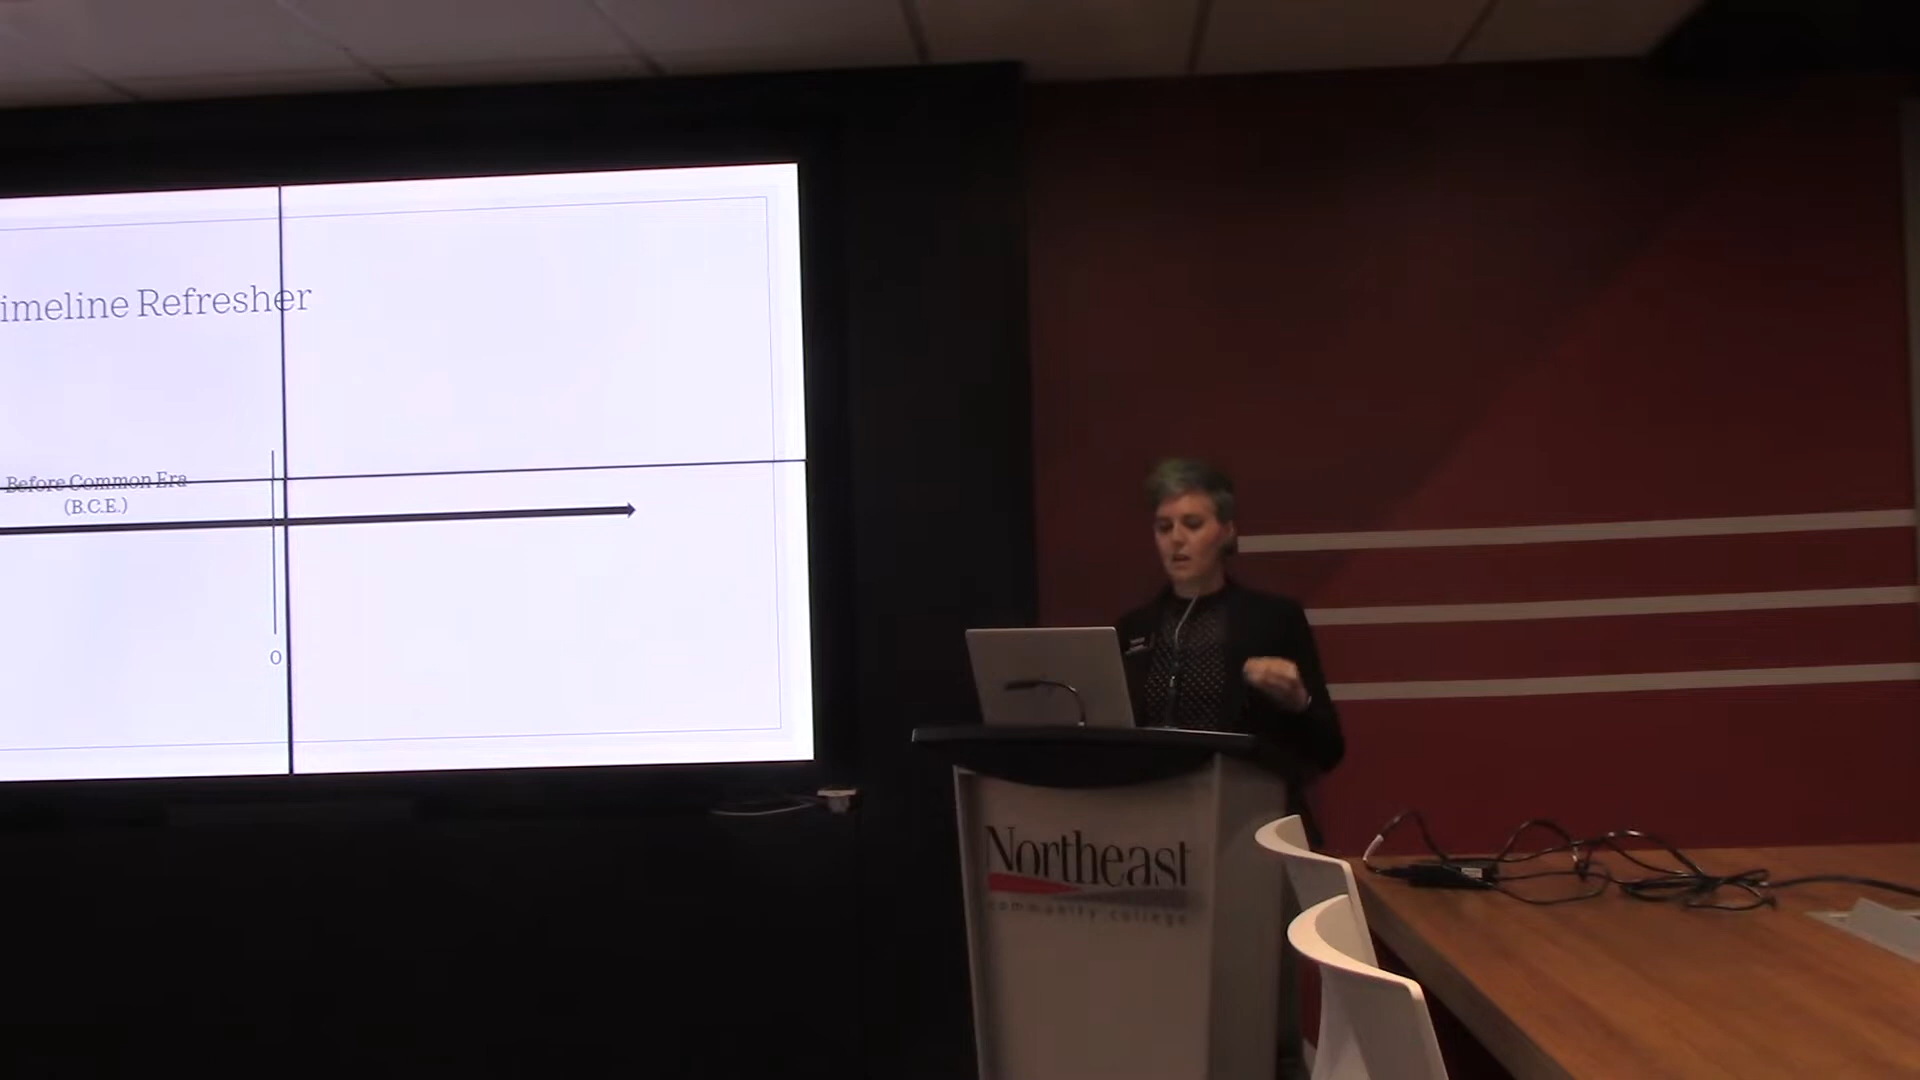 imeline Refresher
Before Common Era
(B.C.E.)
0
Northeast
community college